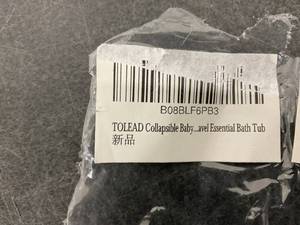 B08BLF6PB3
TOLEAD Collapsible Baby...avel Essential Bath Tub
新品